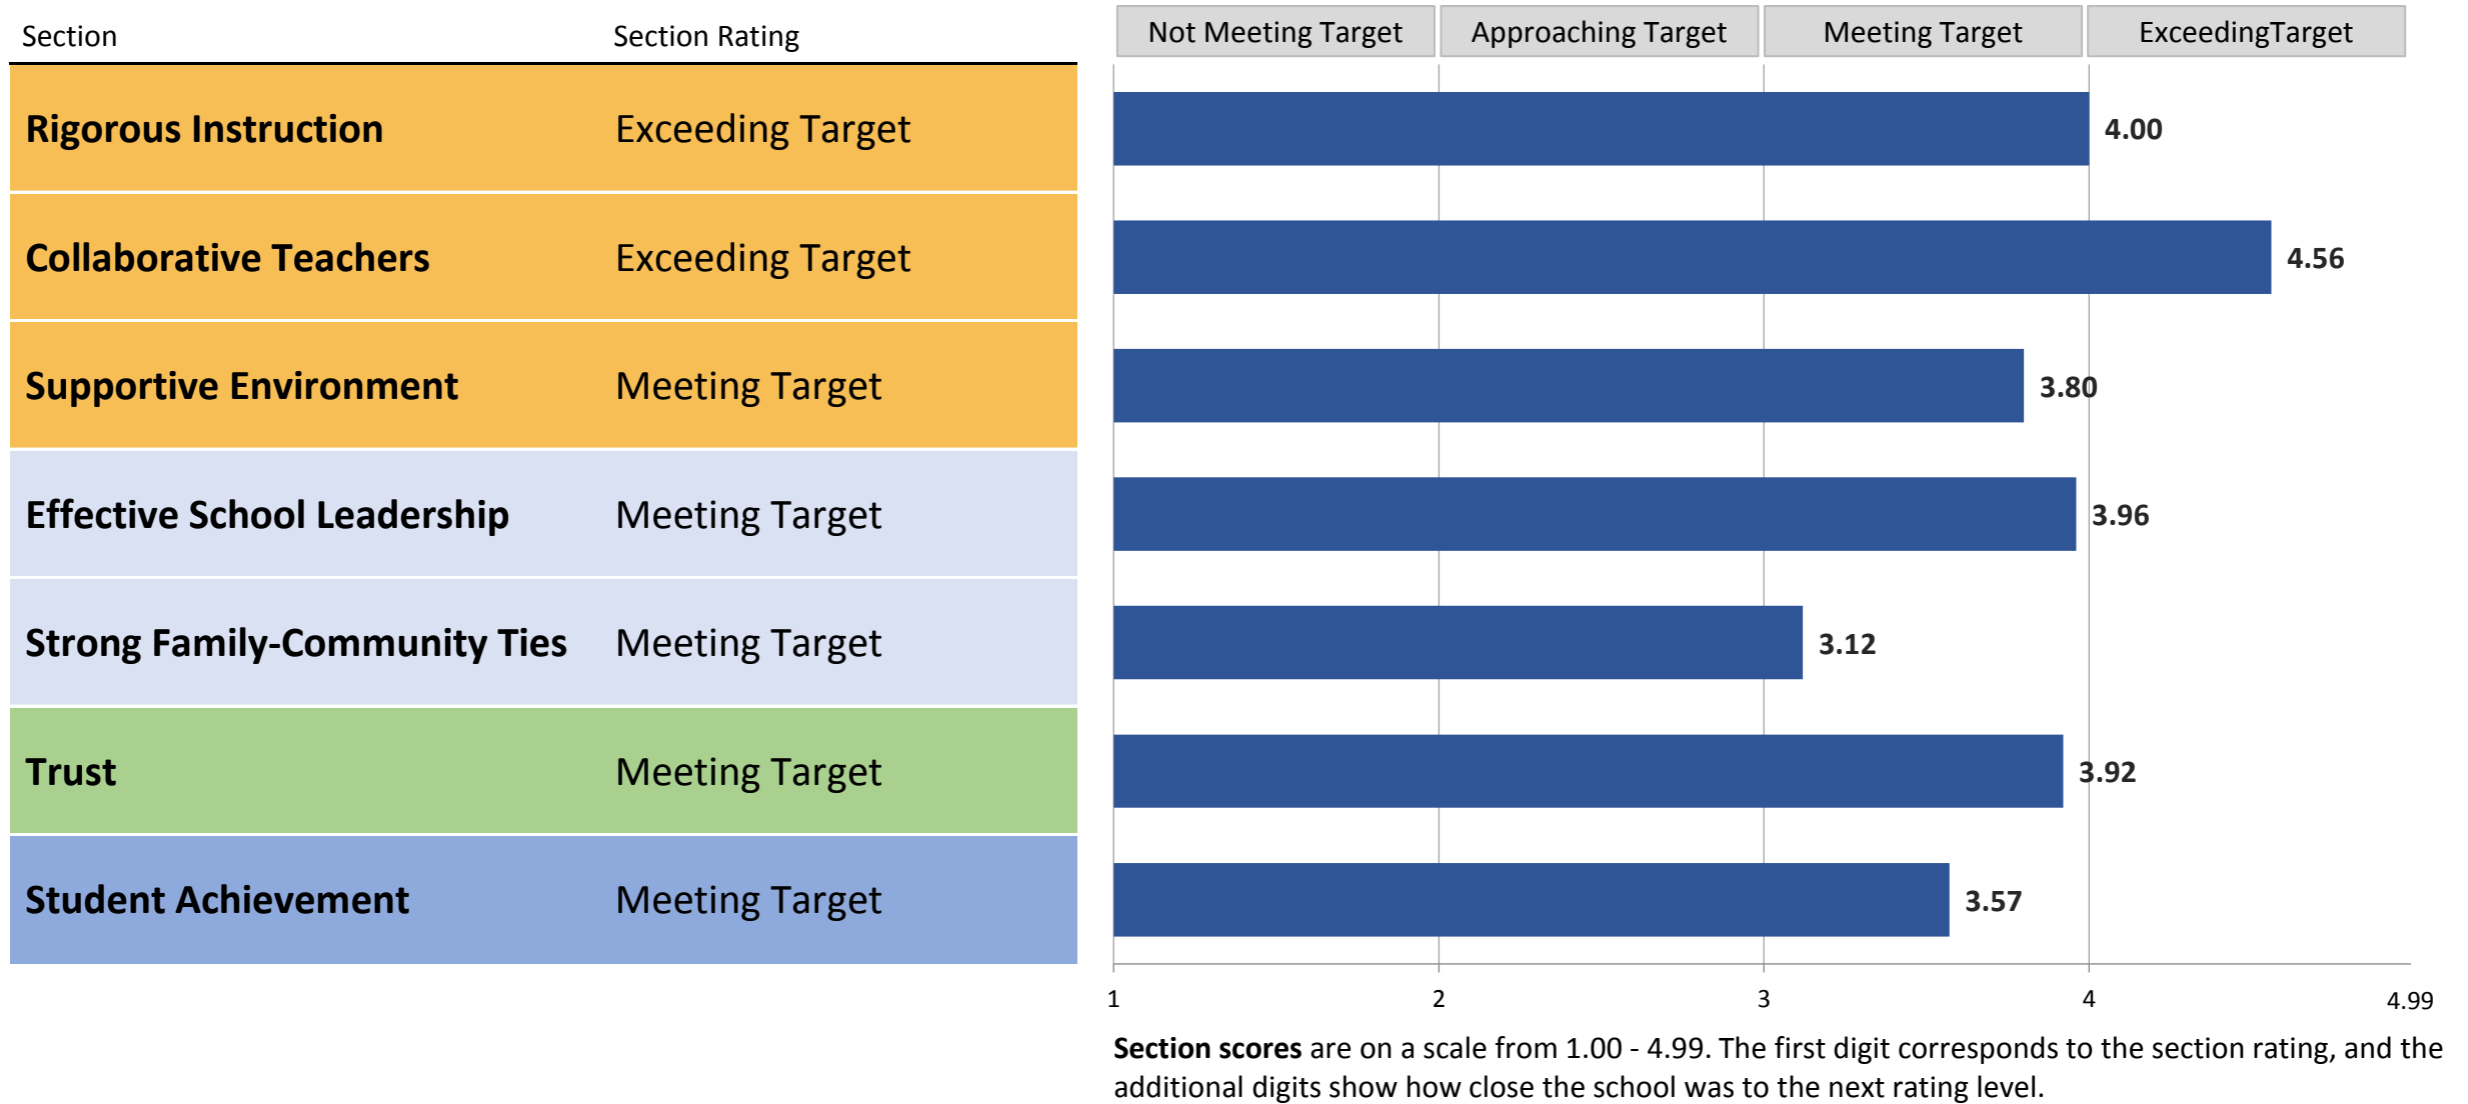 Section Section Rating Not Meeting Target Approaching Target Meeting Target ExceedingTarget
Rigorous Instruction Exceeding Target 4.00
Collaborative Teachers Exceeding Target 4.56
Supportive Environment Meeting Target 3.80
Effective School Leadership Meeting Target 3.96
Strong Family-Community Ties Meeting Target 3.12
Trust Meeting Target 3.92
Student Achievement Meeting Target 3.57
1 2 3 4 4.99
Section scores are on a scale from 1.00 - 4.99. The first digit corresponds to the section rating, and the
additional digits show how close the school was to the next rating level.